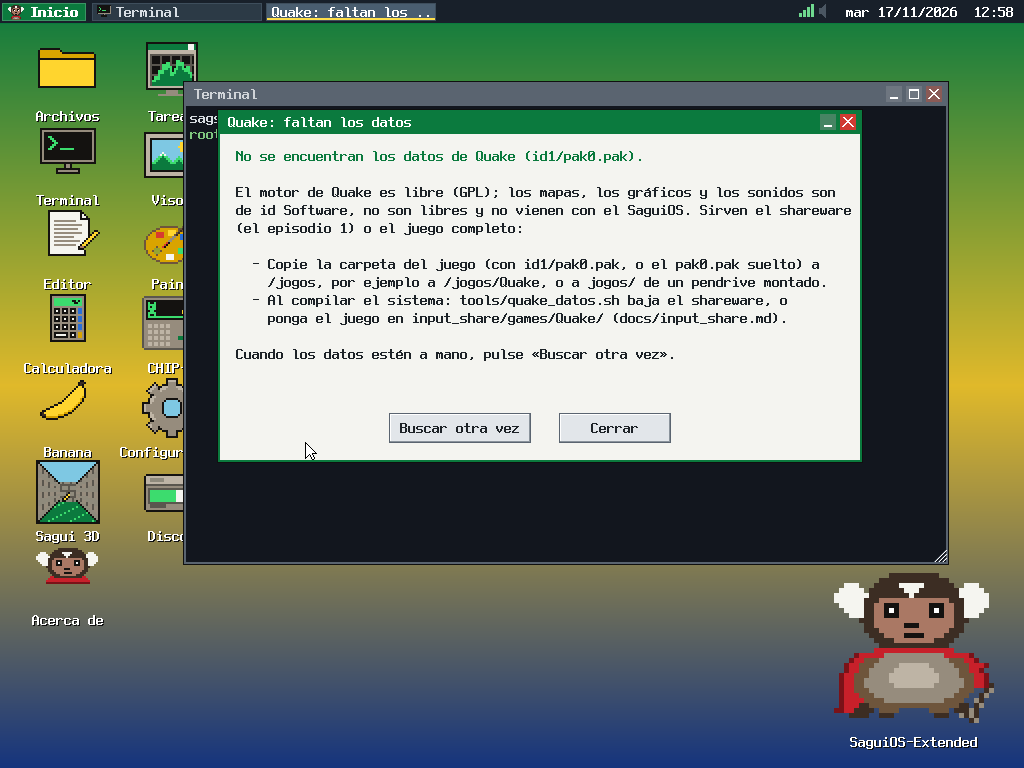 Inicio
Terminal
Quake: faltan los ..
mar 17/11/2026 12:58
Archivos
Terminal
Editor
Calculadora
CHIP-
Banana
Sagui 3D
Acerca de
Terminal
Quake: faltan los datos
No se encuentran los datos de Quake (id1/pak0.pak).
El motor de Quake es libre (GPL); los mapas, los gráficos y los sonidos son
de id Software, no son libres y no vienen con el SaguiOS. Sirven el shareware
(el episodio 1) o el juego completo:
- Copie la carpeta del juego (con id1/pak0.pak, o el pak0.pak suelto) a
/jogos, por ejemplo a /jogos/Quake, o a jogos/ de un pendrive montado.
- Al compilar el sistema: tools/quake_datos.sh baja el shareware, o
ponga el juego en input_share/games/Quake/ (docs/input_share.md).
Cuando los datos estén a mano, pulse «Buscar otra vez».
Buscar otra vez
Cerrar
SaguiOS-Extended